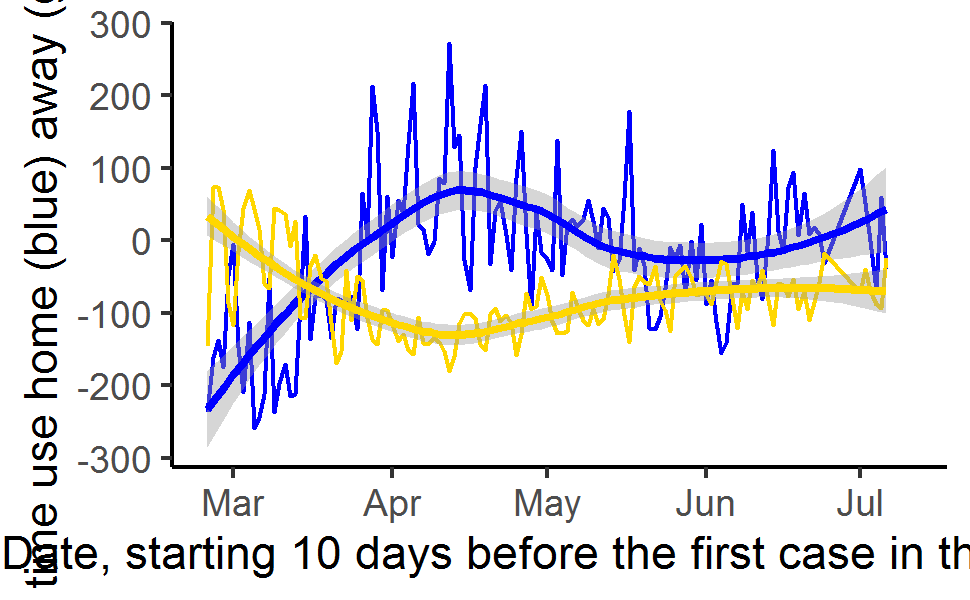 time use home (blue) away (
300
200
100
0
-100
-200
-300
Mar Apr May Jun Jul
Date, starting 10 days before the first case in th